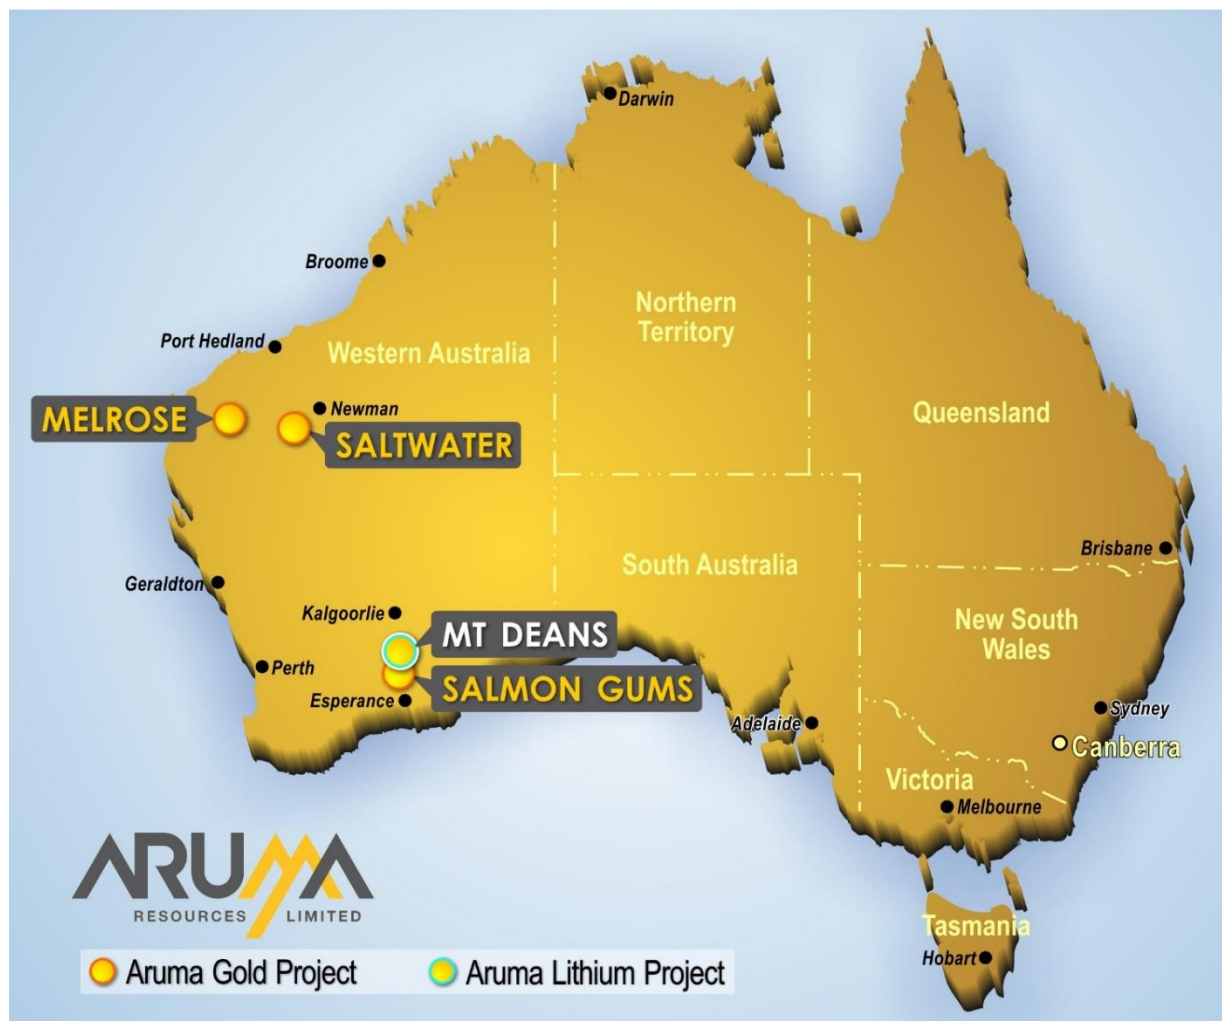 Darwin
Broome
Northern
Territory
Port Hedland
Western Australia
MELROSE
Newman
SALTWATER
Queensland
Brisbane
South Australia
Geraldton
Kalgoorlie
MT DEANS
New South
Wales
Perth
SALMON GUMS
Esperance
Adelaide
Sydney
Canberra
Victoria
Melbourne
ARUMA
RESOURCES LIMITED
Tasmania
Hobart
Aruma Gold Project
Aruma Lithium Project